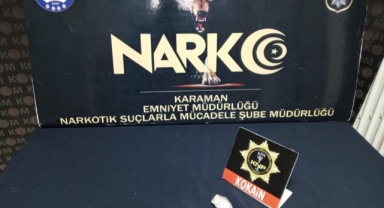 NARKO
KARAMAN
EMNİYET MÜDÜRLÜĞÜ
NARKOTİK SUÇLARLA MÜCADELE ŞUBE MÜDÜRLÜĞÜ
KOKAİN